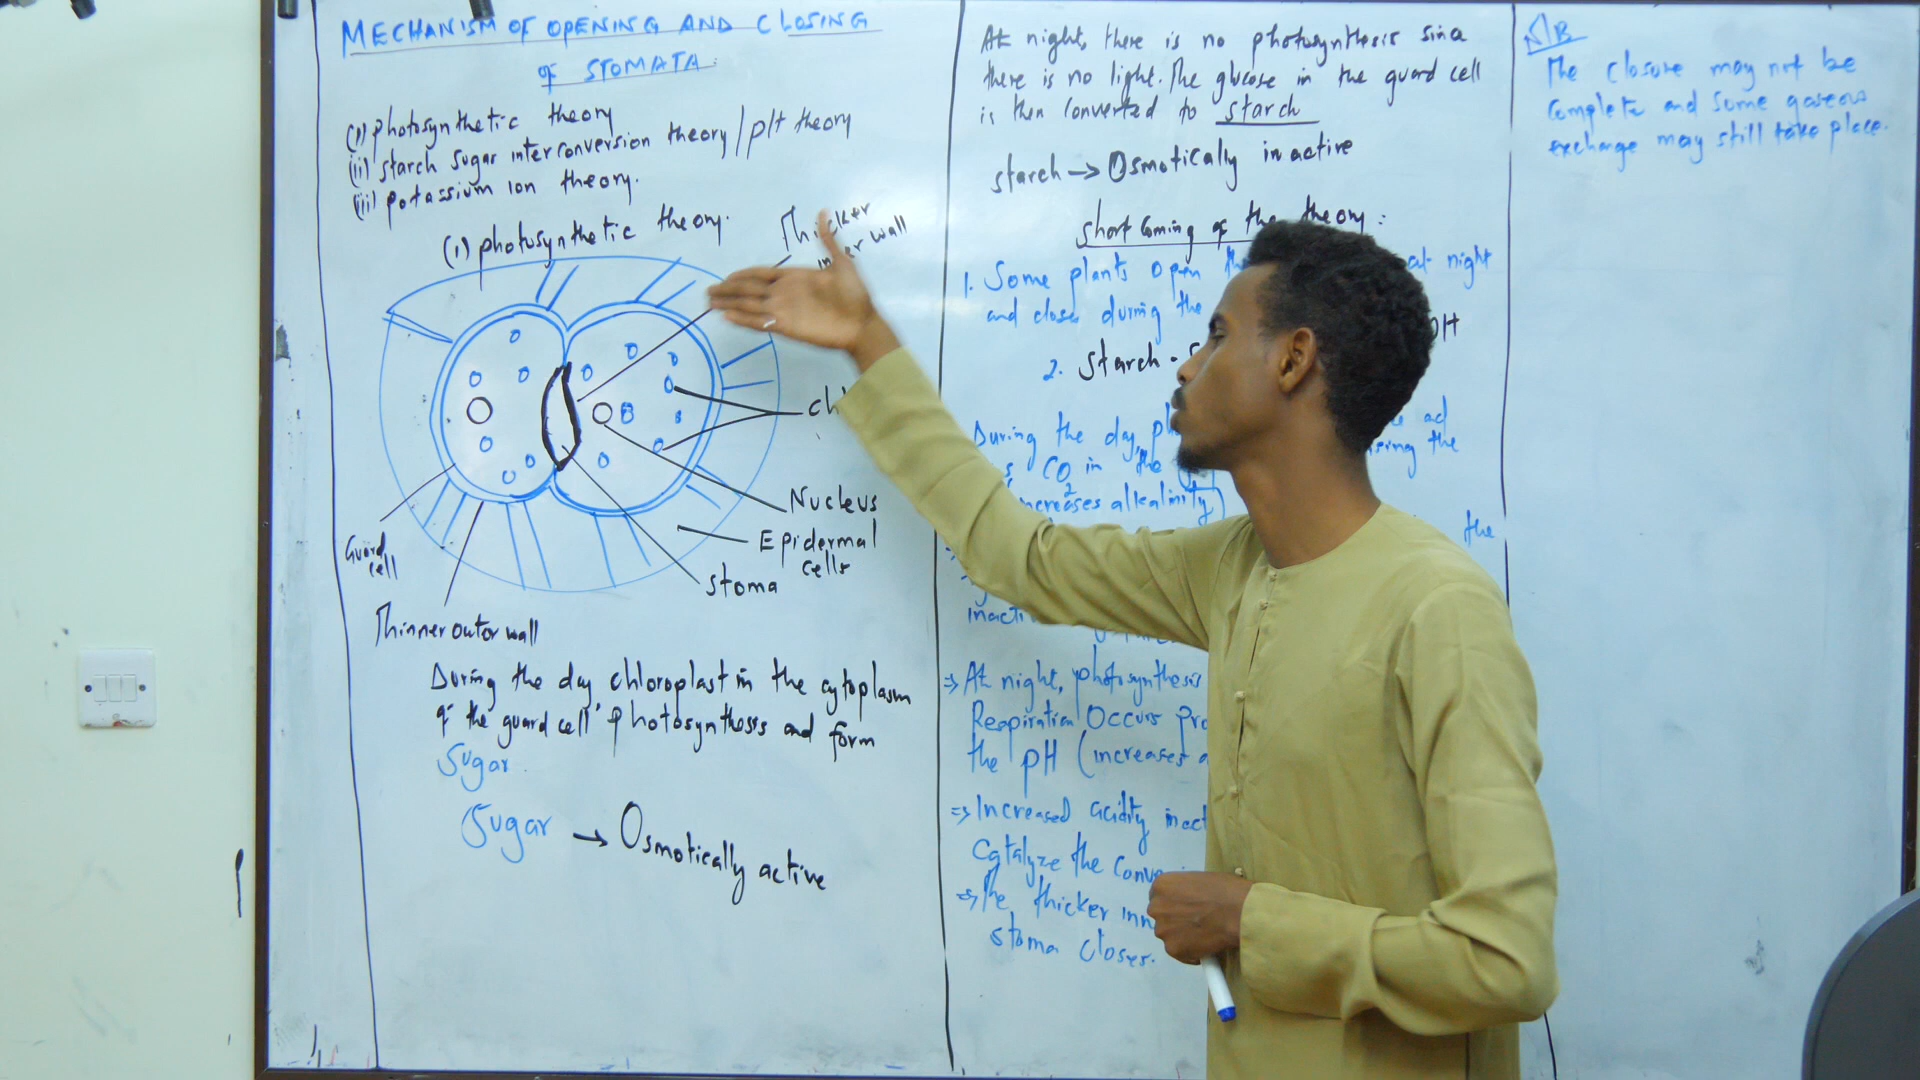 MECHANISM OF OPENING AND CLOSING
OF STOMATA
(i) photosynthetic theory
(ii) starch sugar interconversion theory / pH theory
(iii) potassium Ion theory.
(1) photosynthetic theory.
Thicker
wall
Nucleus
Epidermal
cells
stoma
Guard
cell
Thinner outer wall
During the day, chloroplast in the cytoplasm
of the guard cell photosynthesis and form
Sugar
Sugar → Osmotically active
At night, there is no photosynthesis since
there is no light. The glucose in the guard cell
is then converted to starch
starch → Osmotically inactive
short coming of the theory:
1. Some plants open at night
and close during the
2. Starch - pH
During the day,
CO2 in the
increases alkalinity)
the
⇒ At night, photosynthesis
Respiration Occurs
the pH (increases
⇒ Increased acidity
Catalyze the
⇒ The thicker
stoma closes.
N/B
The closure may not be
complete and some gaseous
exchange may still take place.